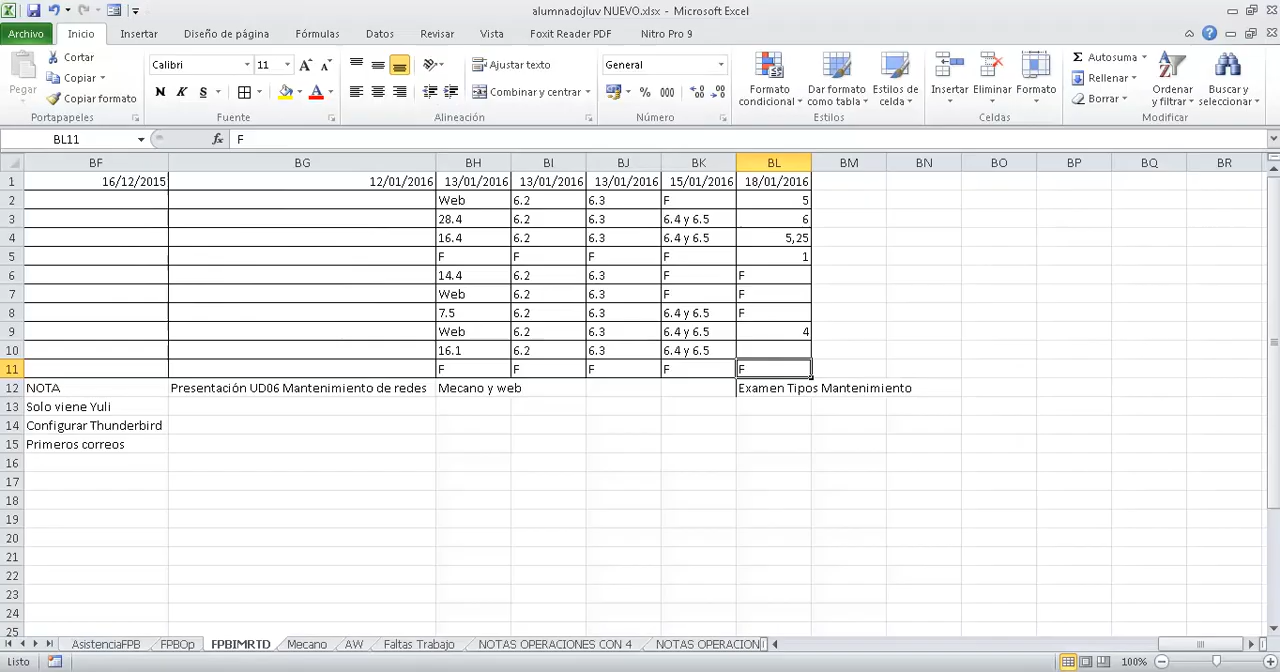 alumnadojluv NUEVO.xlsx - Microsoft Excel
Archivo Inicio Insertar Diseño de página Fórmulas Datos Revisar Vista Foxit Reader PDF Nitro Pro 9
Pegar
Cortar
Copiar
Copiar formato
Portapapeles
Calibri 11
N K S
Fuente
Ajustar texto
Combinar y centrar
Alineación
General
% 000
Número
Formato condicional
Dar formato como tabla
Estilos de celda
Estilos
Insertar Eliminar Formato
Celdas
Autosuma
Rellenar
Borrar
Ordenar y filtrar
Buscar y seleccionar
Modificar
BL11 fx F
BF BG BH BI BJ BK BL BM BN BO BP BQ BR
1 16/12/2015 12/01/2016 13/01/2016 13/01/2016 13/01/2016 15/01/2016 18/01/2016
2 Web 6.2 6.3 F 5
3 28.4 6.2 6.3 6.4 y 6.5 6
4 16.4 6.2 6.3 6.4 y 6.5 5,25
5 F F F F 1
6 14.4 6.2 6.3 F F
7 Web 6.2 6.3 F F
8 7.5 6.2 6.3 6.4 y 6.5 F
9 Web 6.2 6.3 6.4 y 6.5 4
10 16.1 6.2 6.3 6.4 y 6.5
11 F F F F F
12 NOTA Presentación UD06 Mantenimiento de redes Mecano y web Examen Tipos Mantenimiento
13 Solo viene Yuli
14 Configurar Thunderbird
15 Primeros correos
16
17
18
19
20
21
22
23
24
25
AsistenciaFPB FPBOp FPBIMRTD Mecano AW Faltas Trabajo NOTAS OPERACIONES CON 4 NOTAS OPERACION
Listo 100%